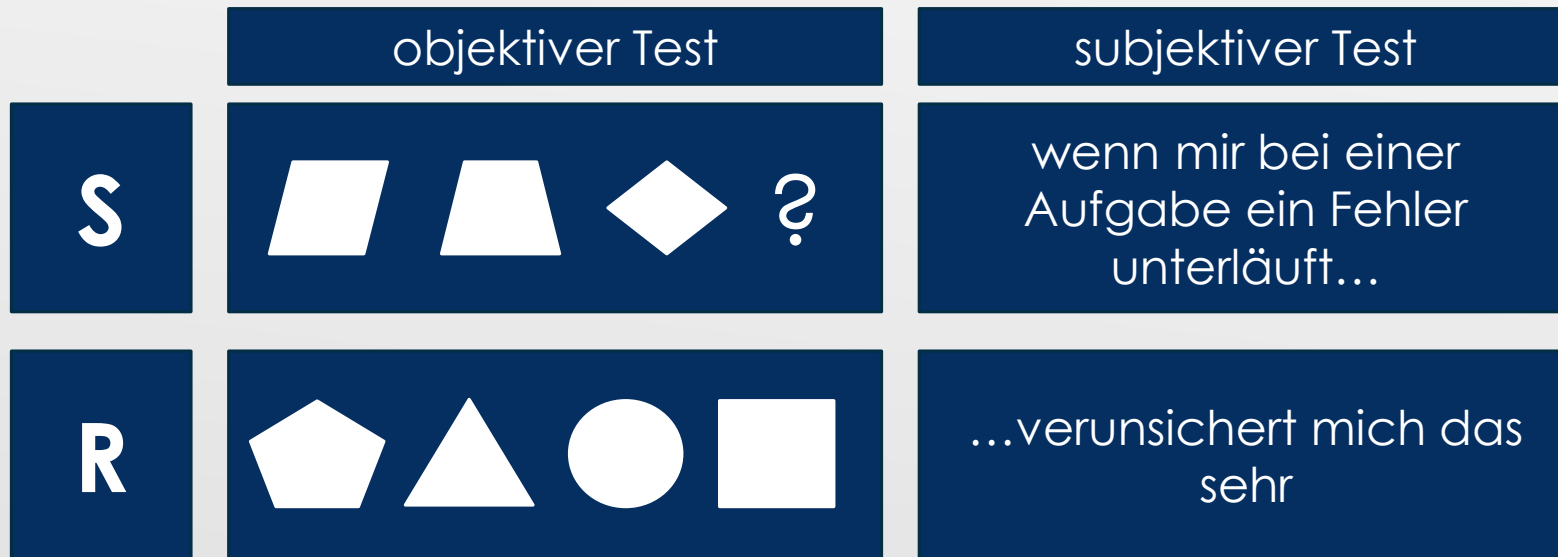 objektiver Test
subjektiver Test
S
?
wenn mir bei einer
Aufgabe ein Fehler
unterläuft…
R
…verunsichert mich das
sehr